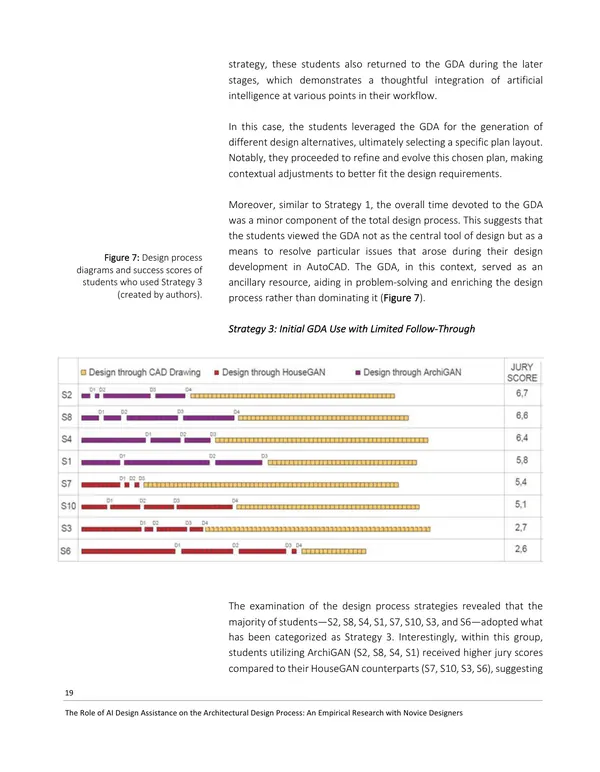 strategy, these students also returned to the GDA during the later
stages, which demonstrates a thoughtful integration of artificial
intelligence at various points in their workflow.
In this case, the students leveraged the GDA for the generation of
different design alternatives, ultimately selecting a specific plan layout.
Notably, they proceeded to refine and evolve this chosen plan, making
contextual adjustments to better fit the design requirements.
Moreover, similar to Strategy 1, the overall time devoted to the GDA
was a minor component of the total design process. This suggests that
the students viewed the GDA not as the central tool of design but as a
means to resolve particular issues that arose during their design
development in AutoCAD. The GDA, in this context, served as an
ancillary resource, aiding in problem-solving and enriching the design
process rather than dominating it (Figure 7).
Figure 7: Design process
diagrams and success scores of
students who used Strategy 3
(created by authors).
Strategy 3: Initial GDA Use with Limited Follow-Through
Design through CAD Drawing Design through HouseGAN Design through ArchiGAN JURY
SCORE
D1 D2 D3 D4
S2 6,7
D1 D2 D3 D4
S8 6,6
D1 D2 D3
S4 6,4
D1 D2 D3
S1 5,8
D1 D2 D3
S7 5,4
D1 D2 D3 D4
S10 5,1
D1 D2 D3 D4
S3 2,7
D1 D2 D3 D4
S6 2,6
The examination of the design process strategies revealed that the
majority of students—S2, S8, S4, S1, S7, S10, S3, and S6—adopted what
has been categorized as Strategy 3. Interestingly, within this group,
students utilizing ArchiGAN (S2, S8, S4, S1) received higher jury scores
compared to their HouseGAN counterparts (S7, S10, S3, S6), suggesting
19
The Role of AI Design Assistance on the Architectural Design Process: An Empirical Research with Novice Designers